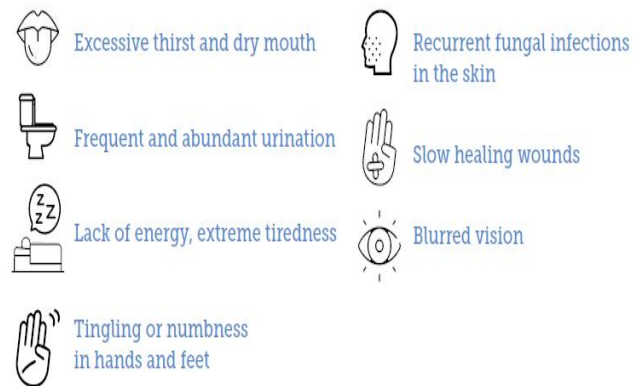 Excessive thirst and dry mouth
Frequent and abundant urination
zzZ
Lack of energy, extreme tiredness
Tingling or numbness
in hands and feet
Recurrent fungal infections
in the skin
Slow healing wounds
Blurred vision